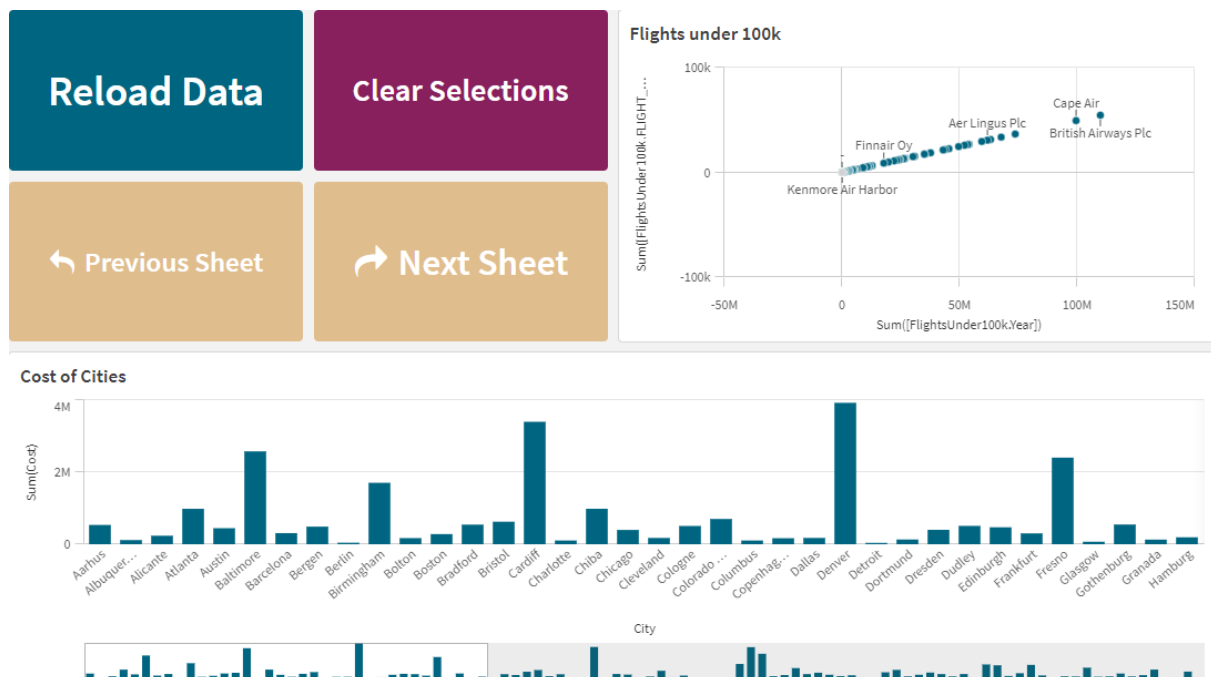 Reload Data
Clear Selections
Previous Sheet
Next Sheet
Flights under 100k
Sum([FlightsUnder100k.FLIGHT_...
100k
0
-100k
Cape Air
British Airways Plc
Aer Lingus Plc
Finnair Oy
Kenmore Air Harbor
-50M
0
50M
100M
150M
Sum([FlightsUnder100k.Year])
Cost of Cities
Sum(Cost)
4M
2M
0
Aarhus
Albuquer...
Alicante
Atlanta
Austin
Baltimore
Barcelona
Bergen
Berlin
Birmingham
Bolton
Boston
Bradford
Bristol
Cardiff
Charlotte
Chiba
Chicago
Cleveland
Cologne
Colorado ...
Columbus
Copenhag...
Dallas
Denver
Detroit
Dortmund
Dresden
Dudley
Edinburgh
Frankfurt
Fresno
Glasgow
Gothenburg
Granada
Hamburg
City